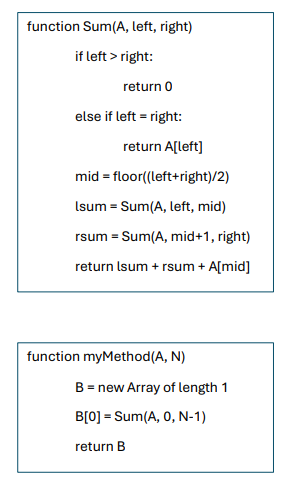 function Sum(A, left, right)
if left > right:
return 0
else if left = right:
return A[left]
mid = floor((left+right)/2)
lsum = Sum(A, left, mid)
rsum = Sum(A, mid+1, right)
return lsum + rsum + A[mid]
function myMethod(A, N)
B = new Array of length 1
B[0] = Sum(A, 0, N-1)
return B